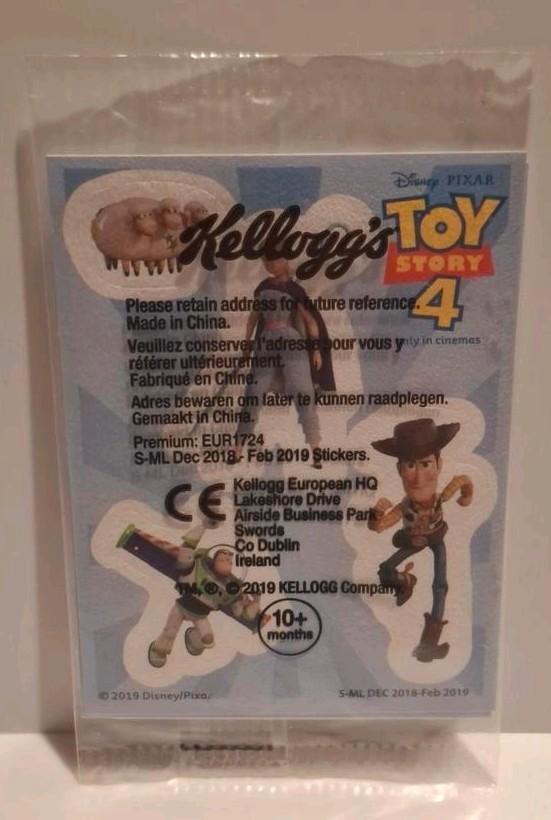 Disney · PIXAR
Kellogg's
TOY
STORY
4
Please retain address for future reference.
Made in China.
only in cinemas
Veuillez conserver l'adresse pour vous y
référer ultérieurement.
Fabriqué en Chine.
Adres bewaren om later te kunnen raadplegen.
Gemaakt in China.
Premium: EUR1724
S-ML Dec 2018 - Feb 2019 Stickers.
CE
Kellogg European HQ
Lakeshore Drive
Airside Business Park
Swords
Co Dublin
Ireland
TM, ®, © 2019 KELLOGG Company.
10+
months
© 2019 Disney/Pixar
S-ML DEC 2018-Feb 2019